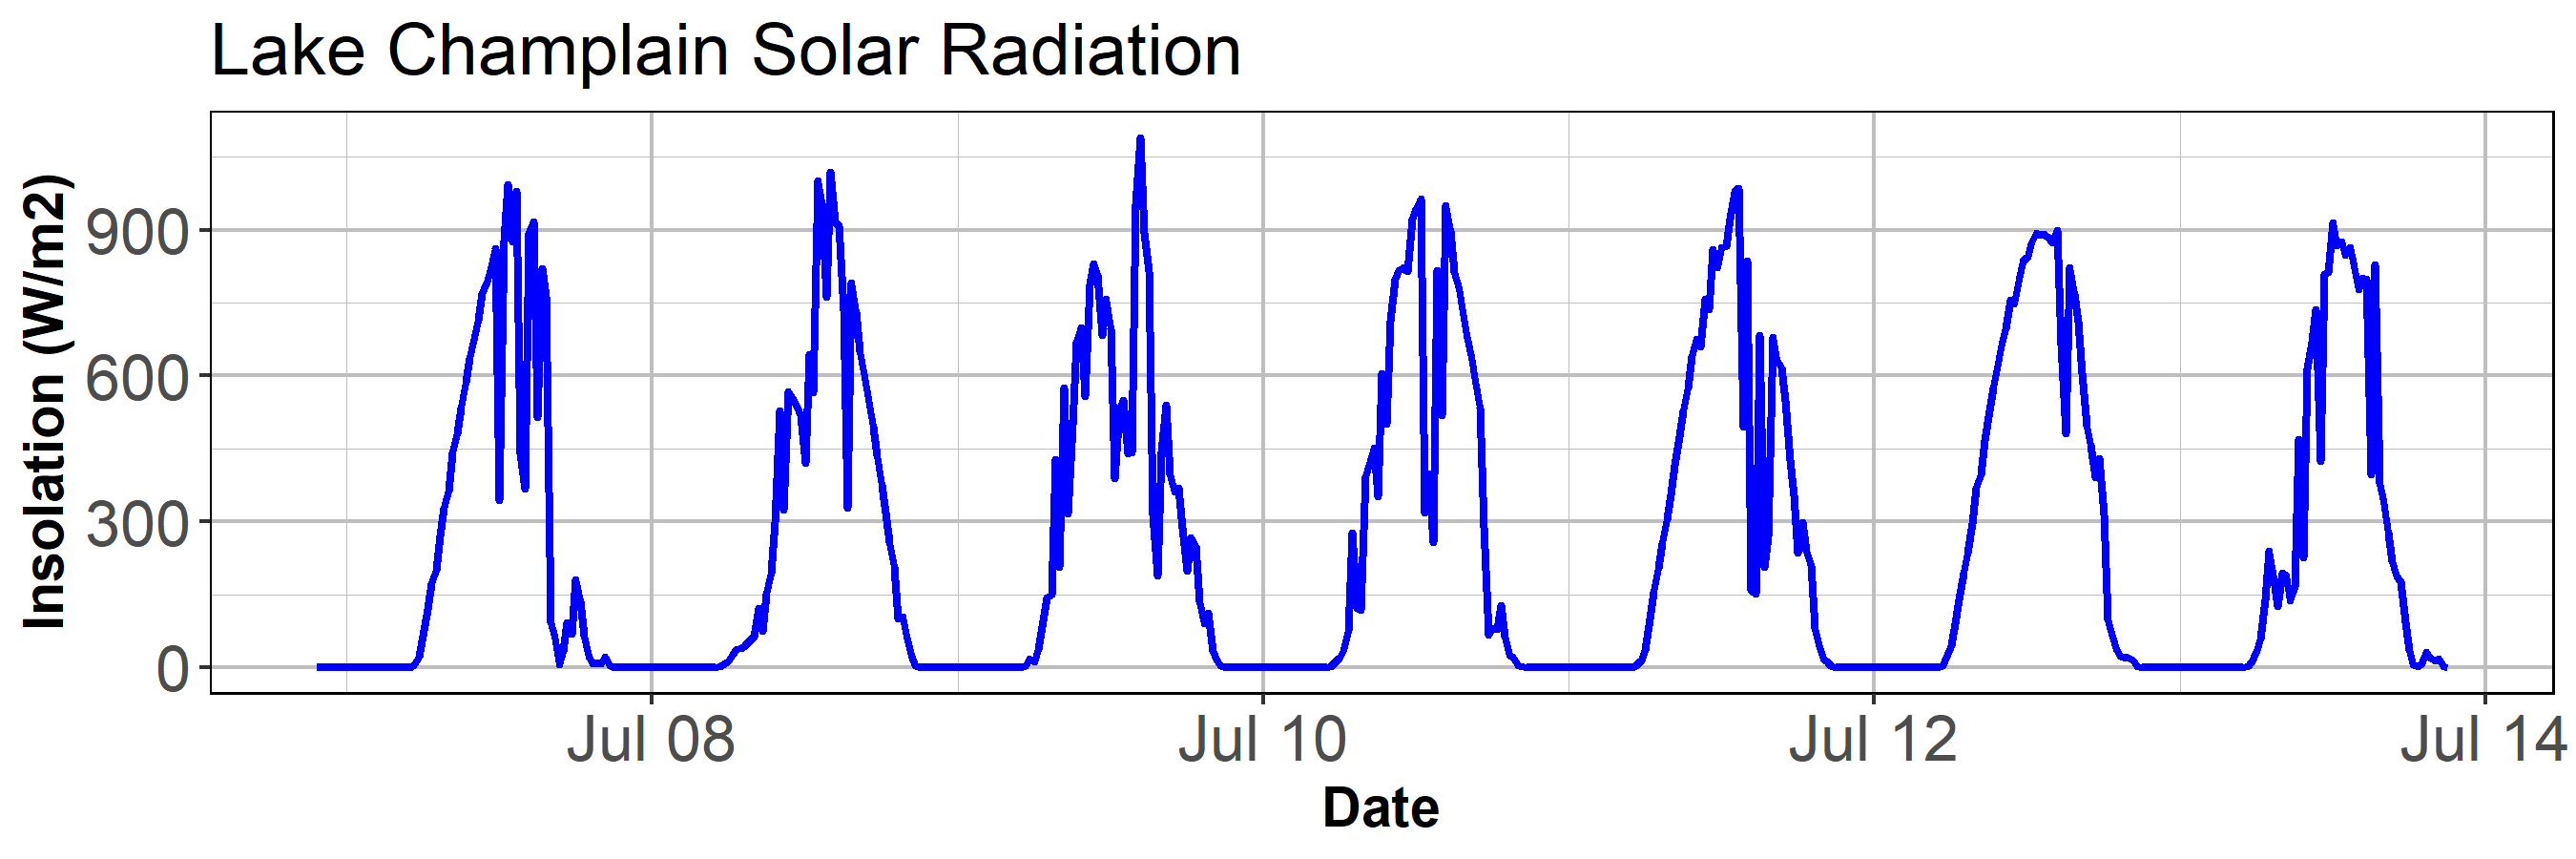 Lake Champlain Solar Radiation
Insolation (W/m2)
900
600
300
0
Jul 08
Jul 10
Jul 12
Jul 14
Date